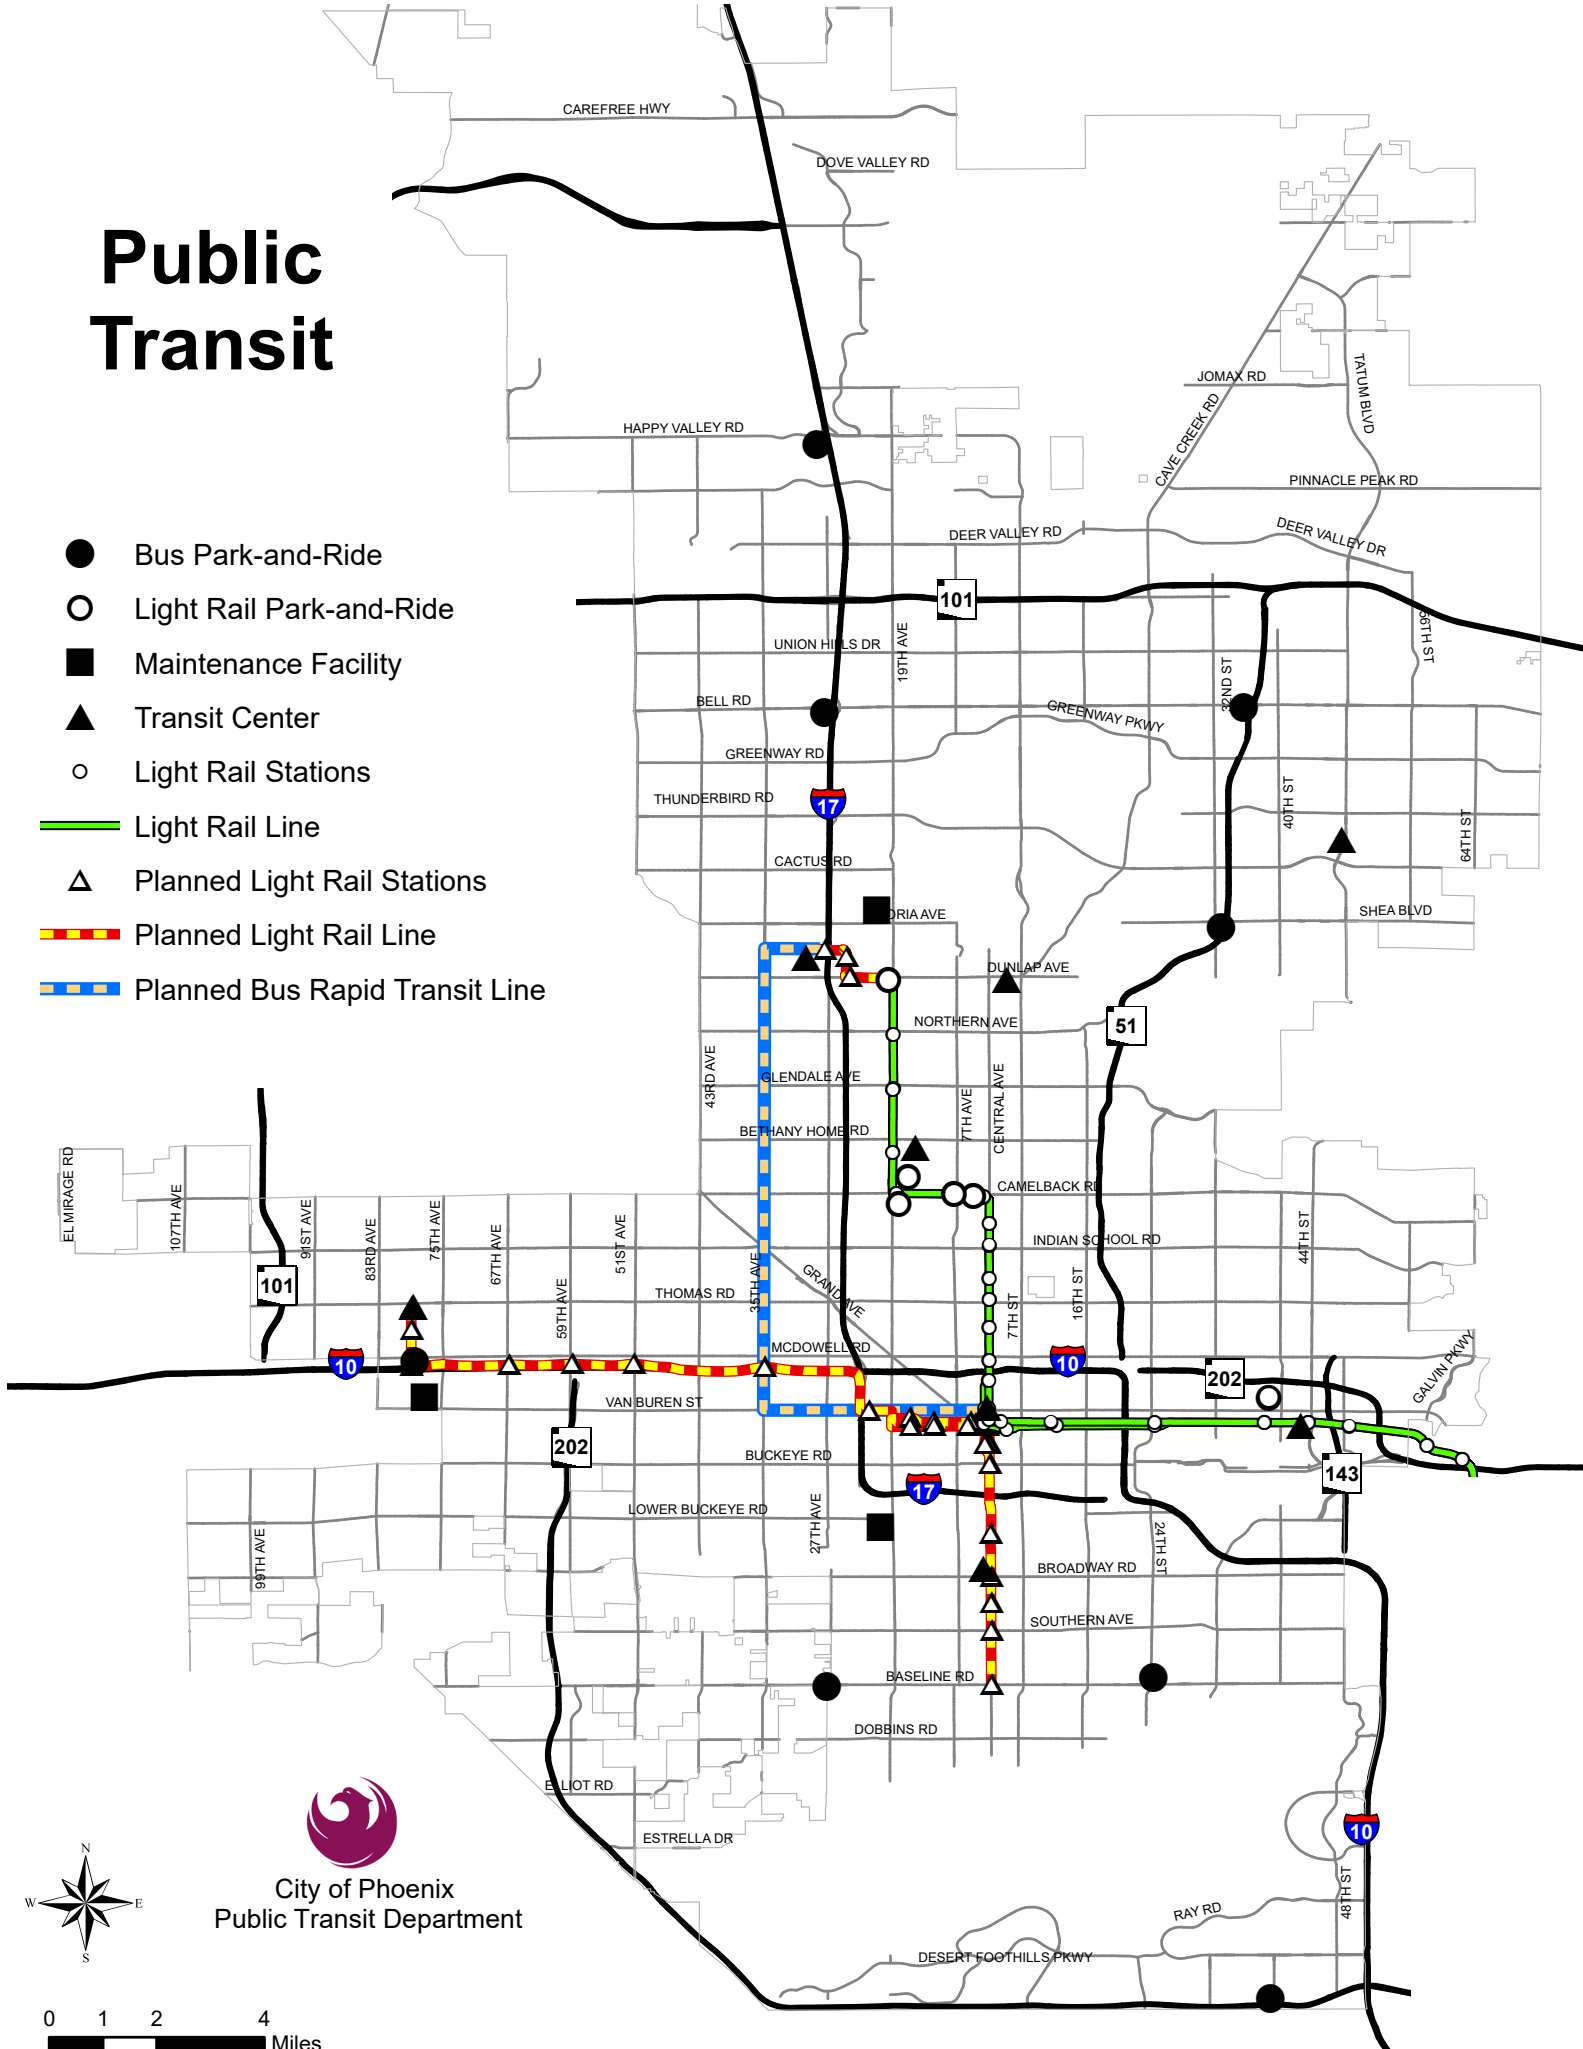 Public
Transit
Bus Park-and-Ride
Light Rail Park-and-Ride
Maintenance Facility
Transit Center
Light Rail Stations
Light Rail Line
Planned Light Rail Stations
Planned Light Rail Line
Planned Bus Rapid Transit Line
CAREFREE HWY
DOVE VALLEY RD
JOMAX RD
TATUM BLVD
CAVE CREEK RD
HAPPY VALLEY RD
PINNACLE PEAK RD
DEER VALLEY RD
DEER VALLEY DR
101
56TH ST
19TH AVE
UNION HILLS DR
32ND ST
BELL RD
GREENWAY PKWY
GREENWAY RD
THUNDERBIRD RD
17
40TH ST
64TH ST
CACTUS RD
ORIA AVE
SHEA BLVD
DUNLAP AVE
NORTHERN AVE
51
43RD AVE
GLENDALE AVE
7TH AVE
CENTRAL AVE
BETHANY HOME RD
EL MIRAGE RD
107TH AVE
91ST AVE
83RD AVE
75TH AVE
67TH AVE
59TH AVE
51ST AVE
35TH AVE
CAMELBACK RD
INDIAN SCHOOL RD
44TH ST
101
THOMAS RD
GRAND AVE
7TH ST
16TH ST
MCDOWELL RD
10
10
202
GALVIN PKWY
VAN BUREN ST
202
BUCKEYE RD
143
17
LOWER BUCKEYE RD
27TH AVE
24TH ST
99TH AVE
BROADWAY RD
SOUTHERN AVE
BASELINE RD
DOBBINS RD
ELLIOT RD
10
ESTRELLA DR
48TH ST
RAY RD
DESERT FOOTHILLS PKWY
City of Phoenix
Public Transit Department
N
W E
S
0 1 2 4
Miles